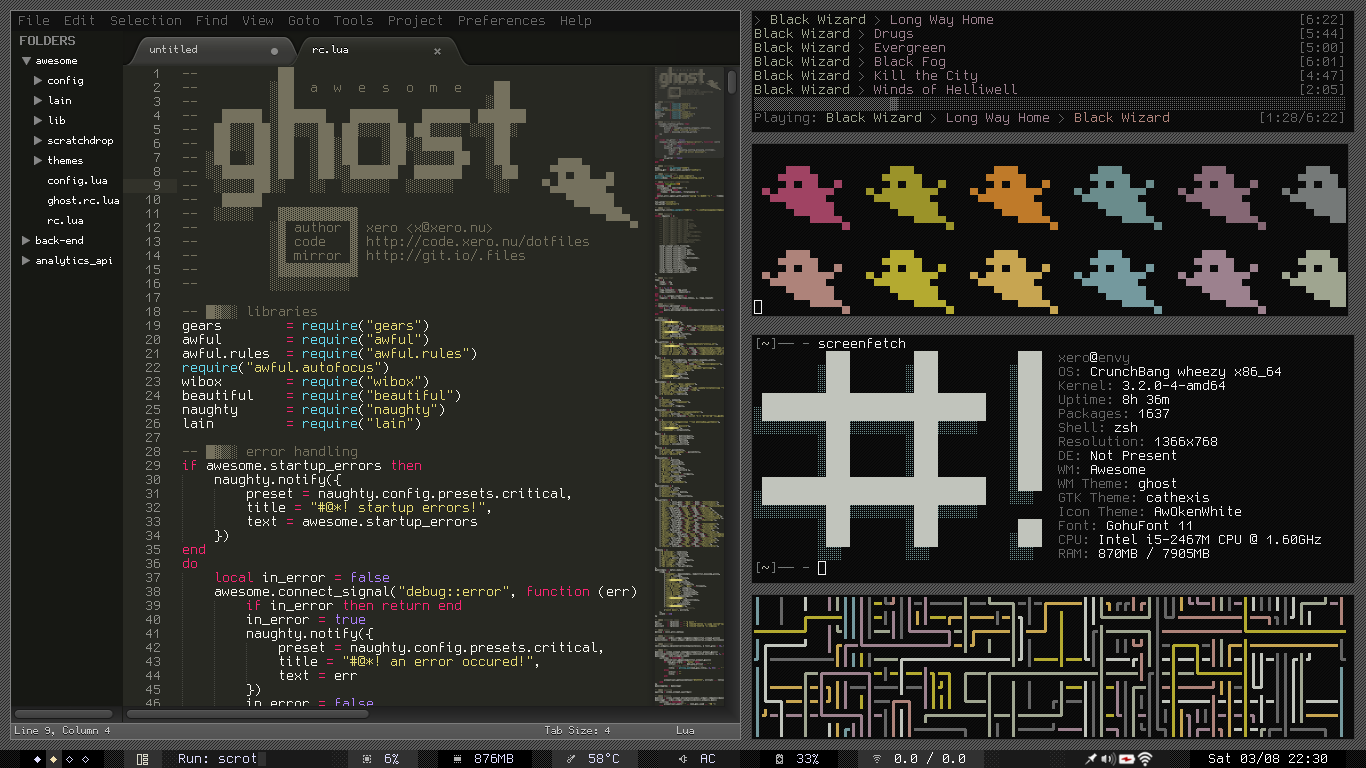 File Edit Selection Find View Goto Tools Project Preferences Help
FOLDERS
awesome
config
lain
lib
scratchdrop
themes
config.lua
ghost.rc.lua
rc.lua
back-end
analytics_api
untitled
rc.lua
1 --
2 -- a w e s o m e
3 --
4 --
5 --
6 --
7 --
8 --
9 --
10 --
ghost
11 --
12 -- author xero <x@xero.nu>
13 -- code http://code.xero.nu/dotfiles
14 -- mirror http://git.io/.files
15 --
16 --
17
18 -- libraries
19 gears = require("gears")
20 awful = require("awful")
21 awful.rules = require("awful.rules")
22 require("awful.autofocus")
23 wibox = require("wibox")
24 beautiful = require("beautiful")
25 naughty = require("naughty")
26 lain = require("lain")
27
28 -- error handling
29 if awesome.startup_errors then
30 naughty.notify({
31 preset = naughty.config.presets.critical,
32 title = "#@*! startup errors!",
33 text = awesome.startup_errors
34 })
35 end
36 do
37 local in_error = false
38 awesome.connect_signal("debug::error", function (err)
39 if in_error then return end
40 in_error = true
41 naughty.notify({
42 preset = naughty.config.presets.critical,
43 title = "#@*! an error occured!",
44 text = err
45 })
46 in_error = false
Line 9, Column 4 Tab Size: 4 Lua
> Black Wizard > Long Way Home [6:22]
Black Wizard > Drugs [5:44]
Black Wizard > Evergreen [5:00]
Black Wizard > Black Fog [6:01]
Black Wizard > Kill the City [4:47]
Black Wizard > Winds of Helliwell [2:05]
Playing: Black Wizard > Long Way Home > Black Wizard [1:28/6:22]
[~]── - screenfetch
xero@envy
OS: CrunchBang wheezy x86_64
Kernel: 3.2.0-4-amd64
Uptime: 8h 36m
Packages: 1637
Shell: zsh
Resolution: 1366x768
DE: Not Present
WM: Awesome
WM Theme: ghost
GTK Theme: cathexis
Icon Theme: AwOkenWhite
Font: GohuFont 11
CPU: Intel i5-2467M CPU @ 1.60GHz
RAM: 870MB / 7905MB
[~]── -
Run: scrot 6% 876MB 58°C AC 33% 0.0 / 0.0 Sat 03/08 22:30